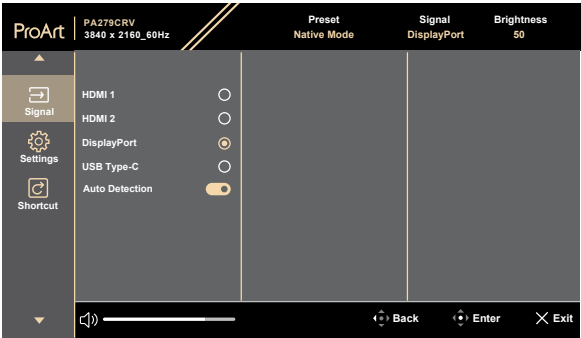 ProArt
PA279CRV
3840 x 2160_60Hz
Preset
Native Mode
Signal
DisplayPort
Brightness
50
Signal
Settings
Shortcut
HDMI 1
HDMI 2
DisplayPort
USB Type-C
Auto Detection
Back
Enter
Exit